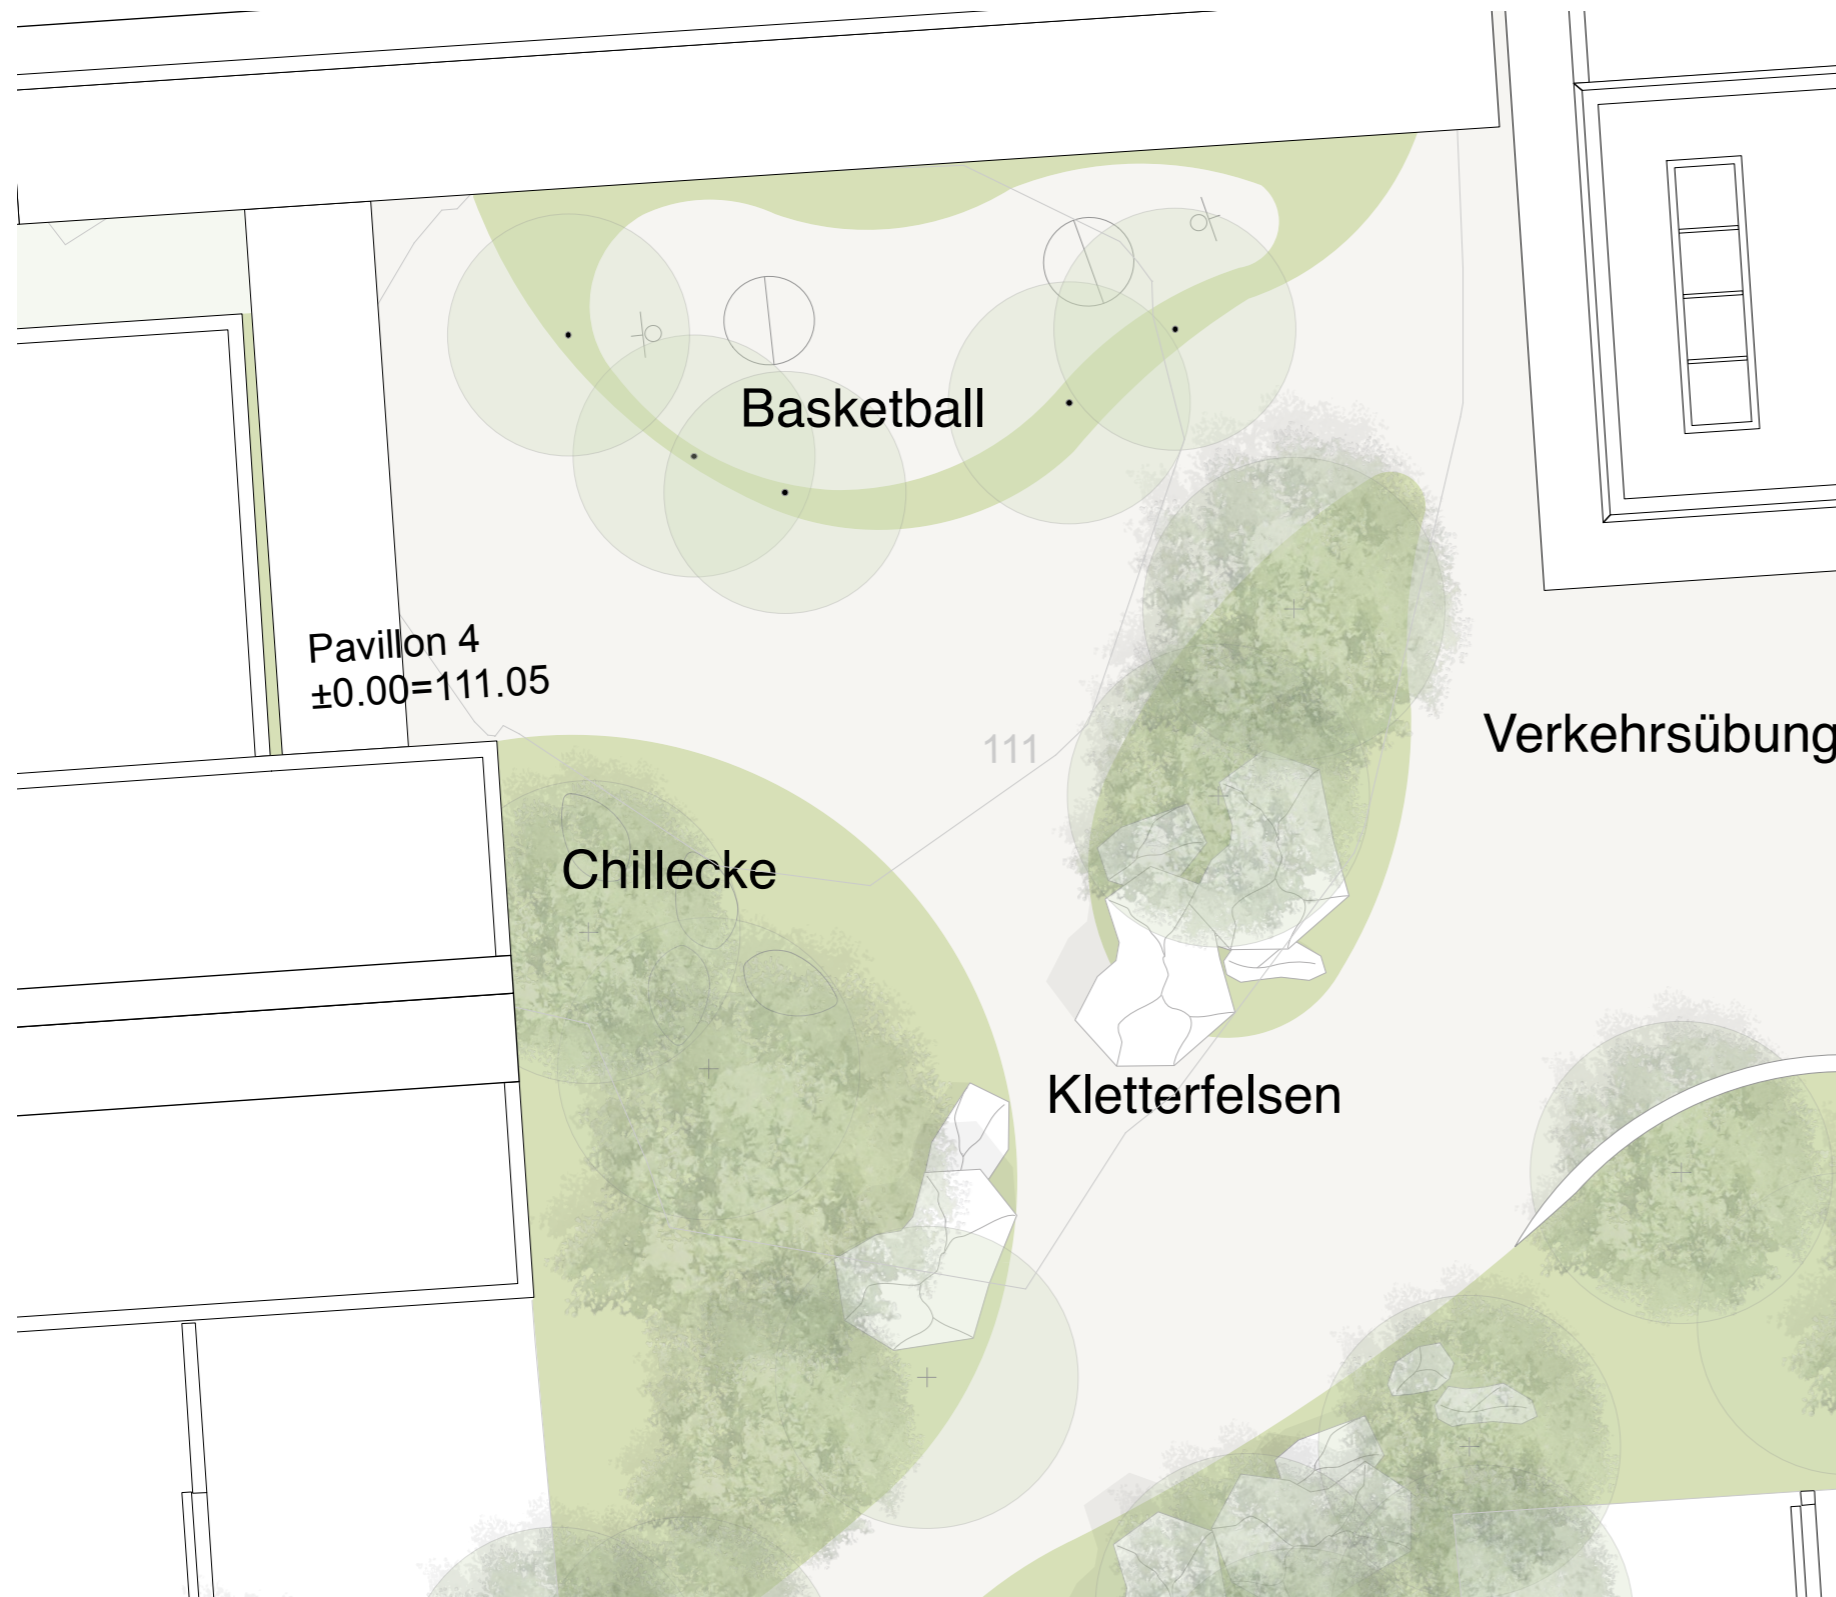 Basketball
Pavillon 4
±0.00=111.05
111
Verkehrsübung
Chillecke
Kletterfelsen